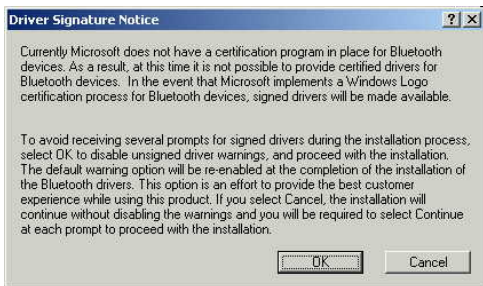 Driver Signature Notice
Currently Microsoft does not have a certification program in place for Bluetooth
devices. As a result, at this time it is not possible to provide certified drivers for
Bluetooth devices. In the event that Microsoft implements a Windows Logo
certification process for Bluetooth devices, signed drivers will be made available.
To avoid receiving several prompts for signed drivers during the installation process,
select OK to disable unsigned driver warnings, and proceed with the installation.
The default warning option will be re-enabled at the completion of the installation of
the Bluetooth drivers. This option is an effort to provide the best customer
experience while using this product. If you select Cancel, the installation will
continue without disabling the warnings and you will be required to select Continue
at each prompt to proceed with the installation.
OK Cancel